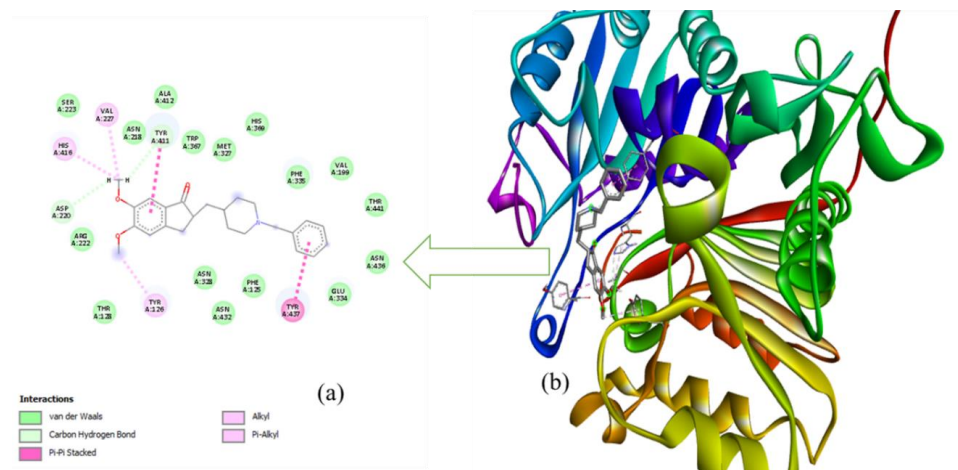 SER
A:223
VAL
A:227
ALA
A:412
ASN
A:218
TYR
A:411
TRP
A:367
MET
A:327
HIS
A:369
HIS
A:416
H H
PHE
A:335
VAL
A:199
ASP
A:220
O
O
THR
A:441
ARG
A:222
O
N
ASN
A:436
ASN
A:328
PHE
A:125
GLU
A:334
THR
A:128
TYR
A:126
ASN
A:432
TYR
A:437
(a)
(b)
Interactions
van der Waals
Carbon Hydrogen Bond
Pi-Pi Stacked
Alkyl
Pi-Alkyl